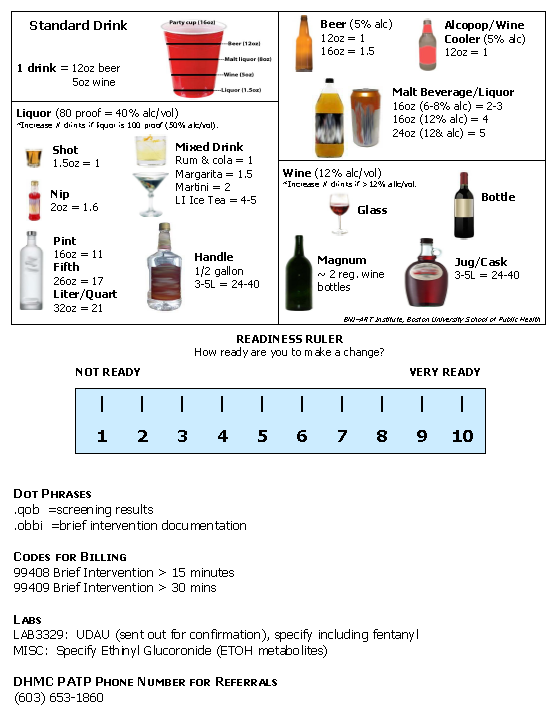 Standard Drink
1 drink = 12oz beer
5oz wine
Party cup (16oz)
Beer (12oz)
Malt liquor (8oz)
Wine (5oz)
Liquor (1.5oz)
Beer (5% alc)
12oz = 1
16oz = 1.5
Alcopop/Wine
Cooler (5% alc)
12oz = 1
Malt Beverage/Liquor
16oz (6-8% alc) = 2-3
16oz (12% alc) = 4
24oz (12& alc) = 5
Liquor (80 proof = 40% alc/vol)
*Increase # drinks if liquor is 100 proof (50% alc/vol).
Shot
1.5oz = 1
Nip
2oz = 1.6
Mixed Drink
Rum & cola = 1
Margarita = 1.5
Martini = 2
LI Ice Tea = 4-5
Pint
16oz = 11
Fifth
26oz = 17
Liter/Quart
32oz = 21
Handle
1/2 gallon
3-5L = 24-40
Wine (12% alc/vol)
*Increase # drinks if >12% allc/vol.
Glass
Bottle
Magnum
~ 2 reg. wine
bottles
Jug/Cask
3-5L = 24-40
BNI-ART Institute, Boston University School of Public Health
READINESS RULER
How ready are you to make a change?
NOT READY VERY READY
1 2 3 4 5 6 7 8 9 10
DOT PHRASES
.qob =screening results
.obbi =brief intervention documentation
CODES FOR BILLING
99408 Brief Intervention > 15 minutes
99409 Brief Intervention > 30 mins
LABS
LAB3329: UDAU (sent out for confirmation), specify including fentanyl
MISC: Specify Ethinyl Glucoronide (ETOH metabolites)
DHMC PATP PHONE NUMBER FOR REFERRALS
(603) 653-1860